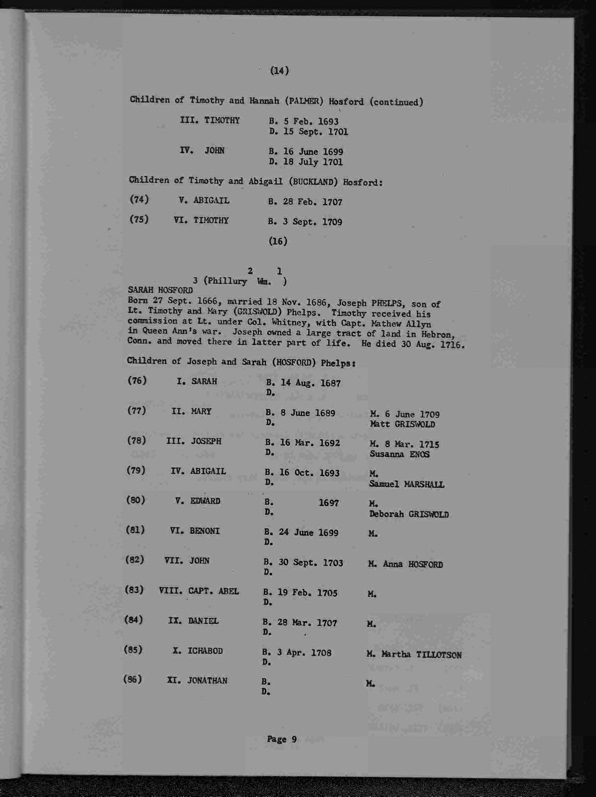 (14)
Children of Timothy and Hannah (PALMER) Hosford (continued)
III. TIMOTHY B. 5 Feb. 1693
D. 15 Sept. 1701
IV. JOHN B. 16 June 1699
D. 18 July 1701
Children of Timothy and Abigail (BUCKLAND) Hosford:
(74) V. ABIGAIL B. 28 Feb. 1707
(75) VI. TIMOTHY B. 3 Sept. 1709
(16)
2 1
3 (Phillury Wm. )
SARAH HOSFORD
Born 27 Sept. 1666, married 18 Nov. 1686, Joseph PHELPS, son of
Lt. Timothy and Mary (GRISWOLD) Phelps. Timothy received his
commission at Lt. under Col. Whitney, with Capt. Mathew Allyn
in Queen Ann's war. Joseph owned a large tract of land in Hebron,
Conn. and moved there in latter part of life. He died 30 Aug. 1716.
Children of Joseph and Sarah (HOSFORD) Phelps:
(76) I. SARAH B. 14 Aug. 1687
D.
(77) II. MARY B. 8 June 1689 M. 6 June 1709
D. Matt GRISWOLD
(78) III. JOSEPH B. 16 Mar. 1692 M. 8 Mar. 1715
D. Susanna ENOS
(79) IV. ABIGAIL B. 16 Oct. 1693 M.
D. Samuel MARSHALL
(80) V. EDWARD B. 1697 M.
D. Deborah GRISWOLD
(81) VI. BENONI B. 24 June 1699 M.
D.
(82) VII. JOHN B. 30 Sept. 1703 M. Anna HOSFORD
D.
(83) VIII. CAPT. ABEL B. 19 Feb. 1705 M.
D.
(84) IX. DANIEL B. 28 Mar. 1707 M.
D.
(85) X. ICHABOD B. 3 Apr. 1708 M. Martha TILLOTSON
D.
(86) XI. JONATHAN B. M.
D.
Page 9